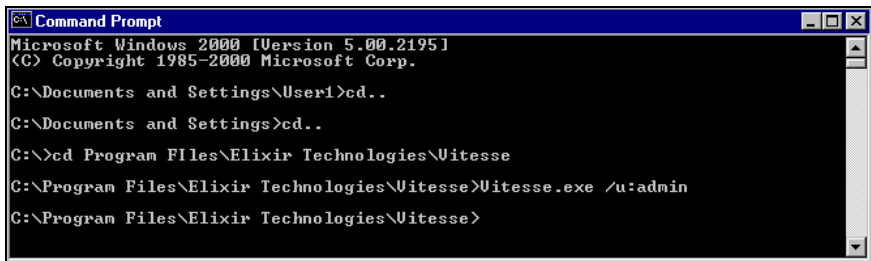 Command Prompt
Microsoft Windows 2000 [Version 5.00.2195]
(C) Copyright 1985-2000 Microsoft Corp.
C:\Documents and Settings\User1>cd..
C:\Documents and Settings>cd..
C:\>cd Program FIles\Elixir Technologies\Vitesse
C:\Program Files\Elixir Technologies\Vitesse>Vitesse.exe /u:admin
C:\Program Files\Elixir Technologies\Vitesse>